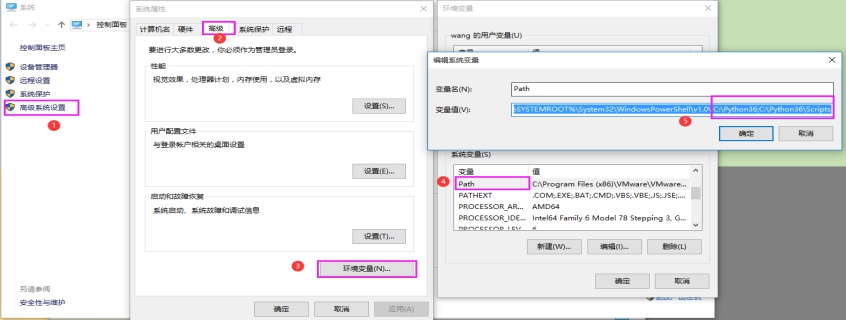 系统
控制面板
控制面板主页
设备管理器
远程设置
系统保护
高级系统设置
1
另请参阅
安全性与维护
系统属性
计算机名 硬件 高级 系统保护 远程
2
要进行大多数更改，你必须作为管理员登录。
性能
视觉效果，处理器计划，内存使用，以及虚拟内存
设置(S)...
用户配置文件
与登录帐户相关的桌面设置
设置(E)...
启动和故障恢复
系统启动、系统故障和调试信息
设置(T)...
3
环境变量(N)...
确定 取消 应用(A)
环境变量
wang 的用户变量(U)
编辑系统变量
变量名(N): Path
变量值(V): %SYSTEMROOT%\System32\WindowsPowerShell\v1.0\;C:\Python36;C:\Python36\Scripts
5
确定 取消
系统变量(S)
变量 值
4
Path C:\Program Files (x86)\VMware\VMware...
PATHEXT .COM;.EXE;.BAT;.CMD;.VBS;.VBE;.JS;.JSE;...
PROCESSOR_AR... AMD64
PROCESSOR_IDE... Intel64 Family 6 Model 78 Stepping 3, G...
新建(W)... 编辑(I)... 删除(L)
确定 取消